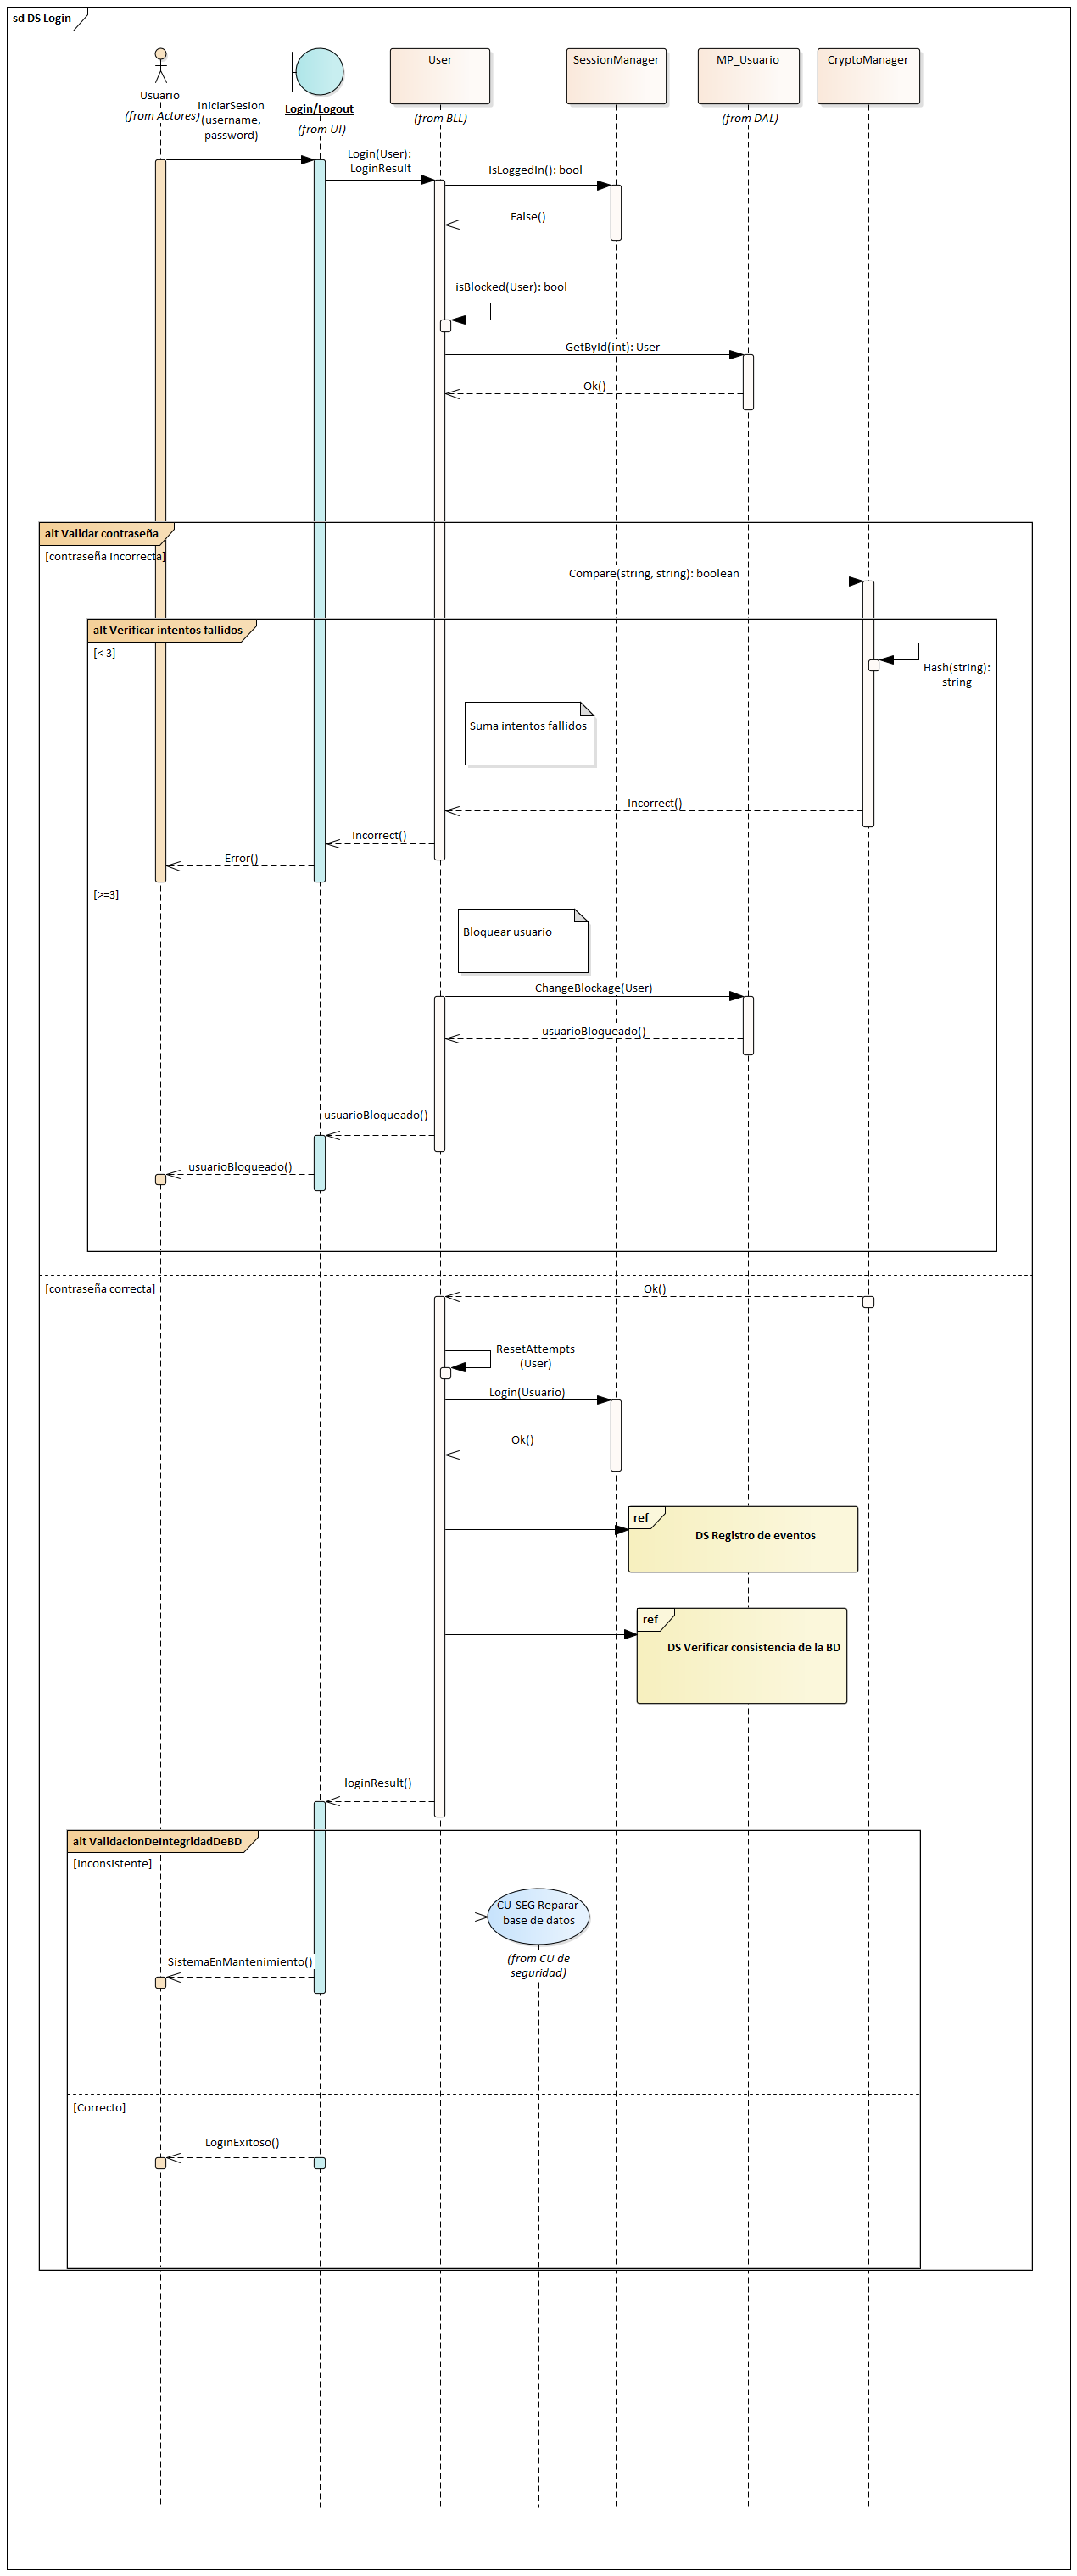 sd DS Login
Usuario
(from Actores)
Login/Logout
(from UI)
User
(from BLL)
SessionManager
MP_Usuario
(from DAL)
CryptoManager
IniciarSesion
(username,
password)
Login(User):
LoginResult
IsLoggedIn(): bool
False()
isBlocked(User): bool
GetById(int): User
Ok()
alt Validar contraseña
[contraseña incorrecta]
Compare(string, string): boolean
alt Verificar intentos fallidos
[< 3]
Hash(string):
string
Suma intentos fallidos
Incorrect()
Incorrect()
Error()
[>=3]
Bloquear usuario
ChangeBlockage(User)
usuarioBloqueado()
usuarioBloqueado()
usuarioBloqueado()
[contraseña correcta]
Ok()
ResetAttempts
(User)
Login(Usuario)
Ok()
ref
DS Registro de eventos
ref
DS Verificar consistencia de la BD
loginResult()
alt ValidacionDeIntegridadDeBD
[Inconsistente]
CU-SEG Reparar
base de datos
(from CU de
seguridad)
SistemaEnMantenimiento()
[Correcto]
LoginExitoso()